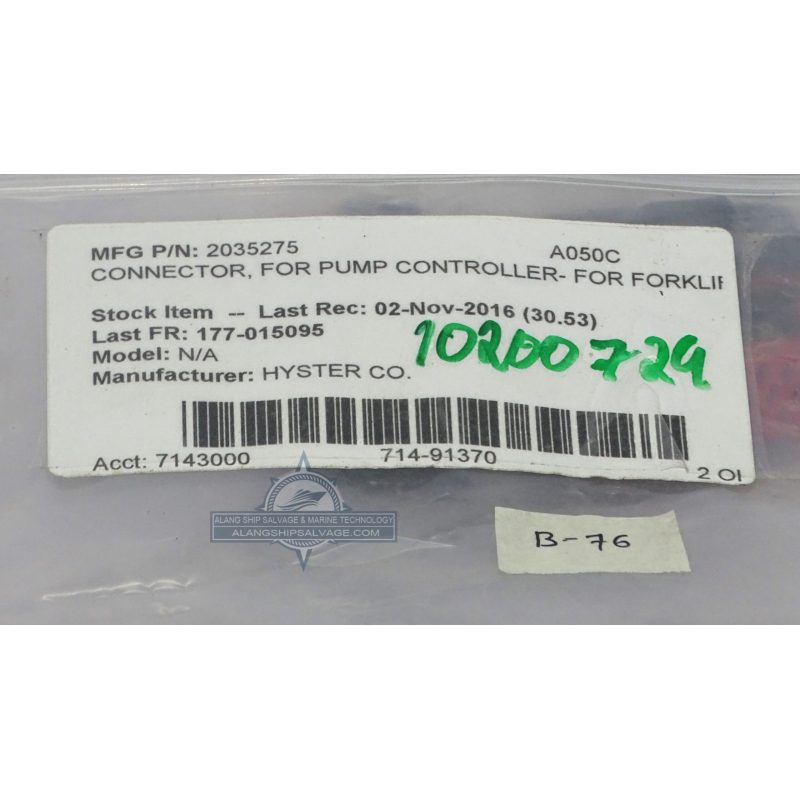 MFG P/N: 2035275 A050C
CONNECTOR, FOR PUMP CONTROLLER- FOR FORKLIF
Stock Item -- Last Rec: 02-Nov-2016 (30.53)
Last FR: 177-015095
Model: N/A
Manufacturer: HYSTER CO.
10200729
Acct: 7143000 714-91370 2 OI
ALANG SHIP SALVAGE & MARINE TECHNOLOGY
ALANGSHIPSALVAGE.COM
B-76